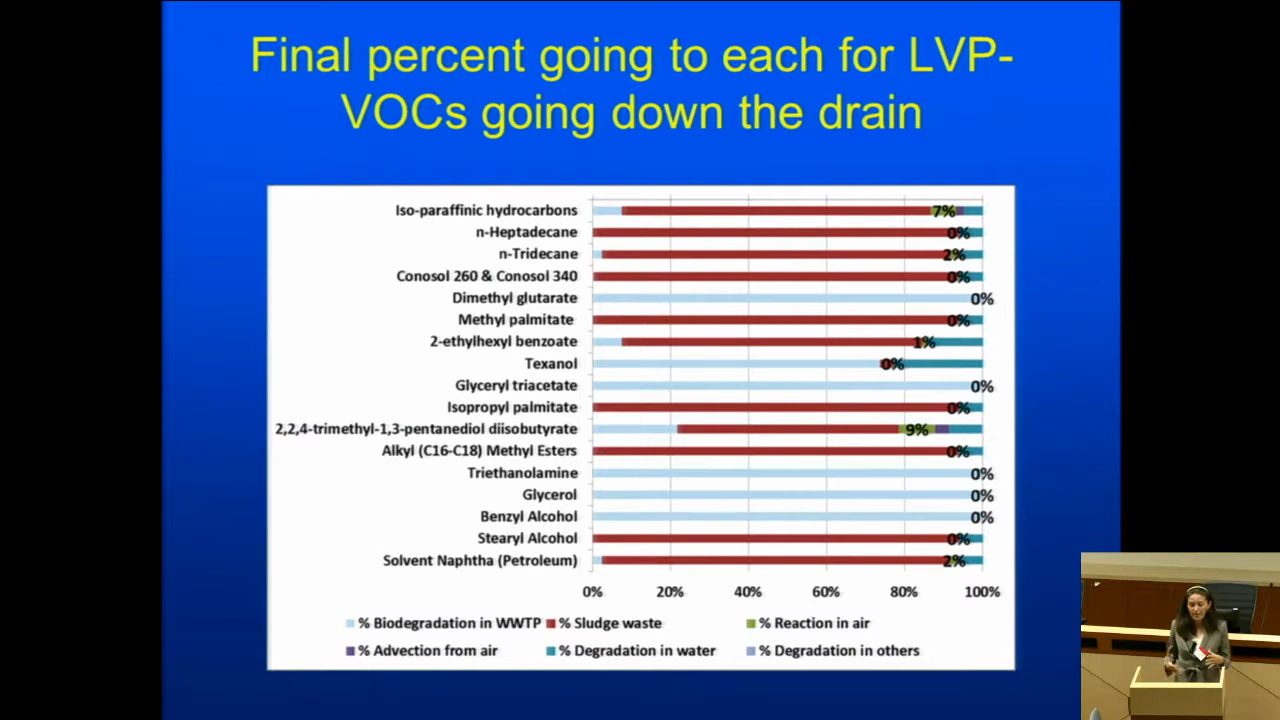 Final percent going to each for LVP-
VOCs going down the drain
Iso-paraffinic hydrocarbons 7%
n-Heptadecane 0%
n-Tridecane 2%
Conosol 260 & Conosol 340 0%
Dimethyl glutarate 0%
Methyl palmitate 0%
2-ethylhexyl benzoate 1%
Texanol 0%
Glyceryl triacetate 0%
Isopropyl palmitate 0%
2,2,4-trimethyl-1,3-pentanediol diisobutyrate 9%
Alkyl (C16-C18) Methyl Esters 0%
Triethanolamine 0%
Glycerol 0%
Benzyl Alcohol 0%
Stearyl Alcohol 0%
Solvent Naphtha (Petroleum) 2%
0% 20% 40% 60% 80% 100%
% Biodegradation in WWTP % Sludge waste % Reaction in air
% Advection from air % Degradation in water % Degradation in others